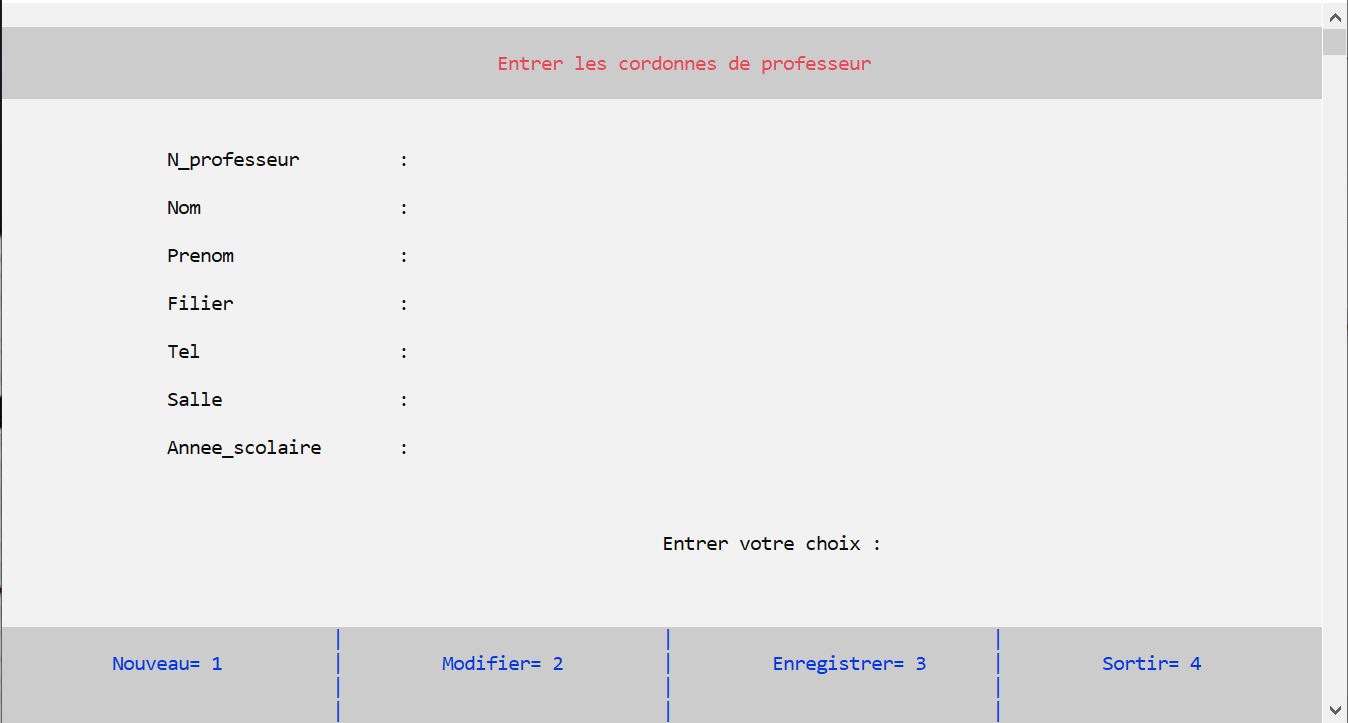 Entrer les cordonnes de professeur
N_professeur :
Nom :
Prenom :
Filier :
Tel :
Salle :
Annee_scolaire :
Entrer votre choix :
Nouveau= 1 | Modifier= 2 | Enregistrer= 3 | Sortir= 4